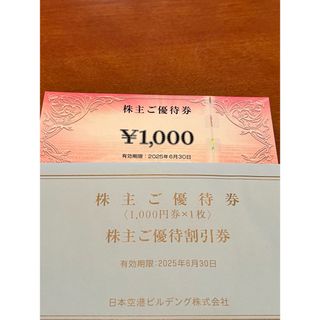 株主ご優待券
¥1,000
有効期限：2025年6月30日
株主ご優待券
〈1,000円券×1枚〉
株主ご優待割引券
有効期限：2025年6月30日
日本空港ビルデング株式会社